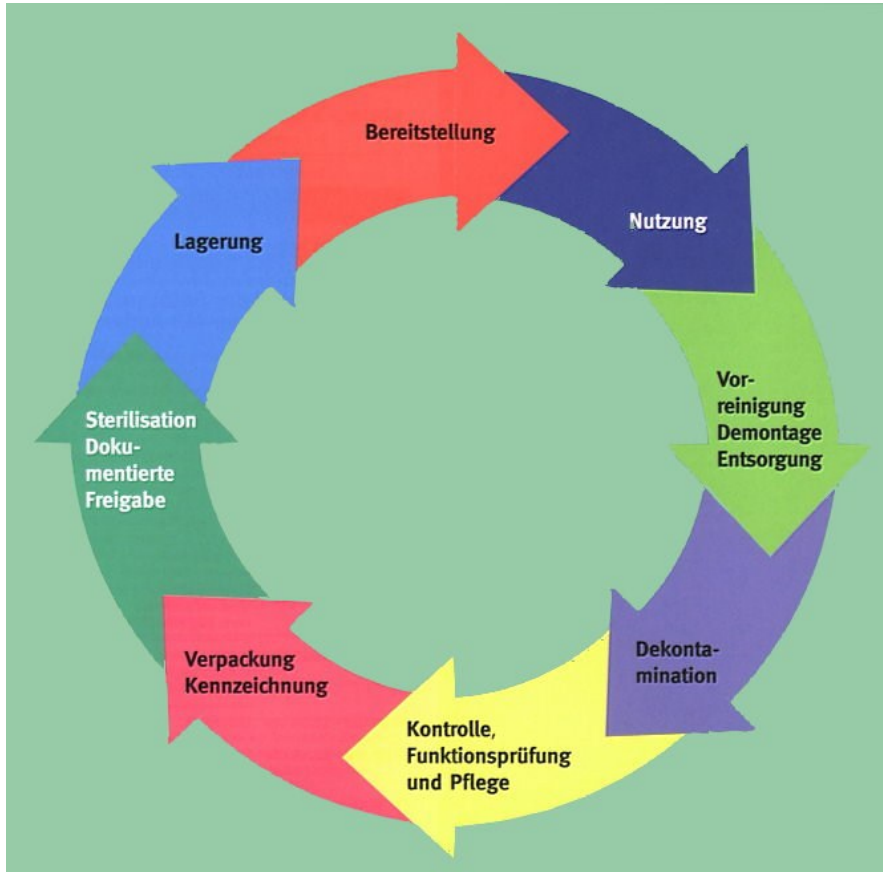 Bereitstellung
Nutzung
Vor-
reinigung
Demontage
Entsorgung
Dekonta-
mination
Kontrolle,
Funktionsprüfung
und Pflege
Verpackung
Kennzeichnung
Sterilisation
Doku-
mentierte
Freigabe
Lagerung